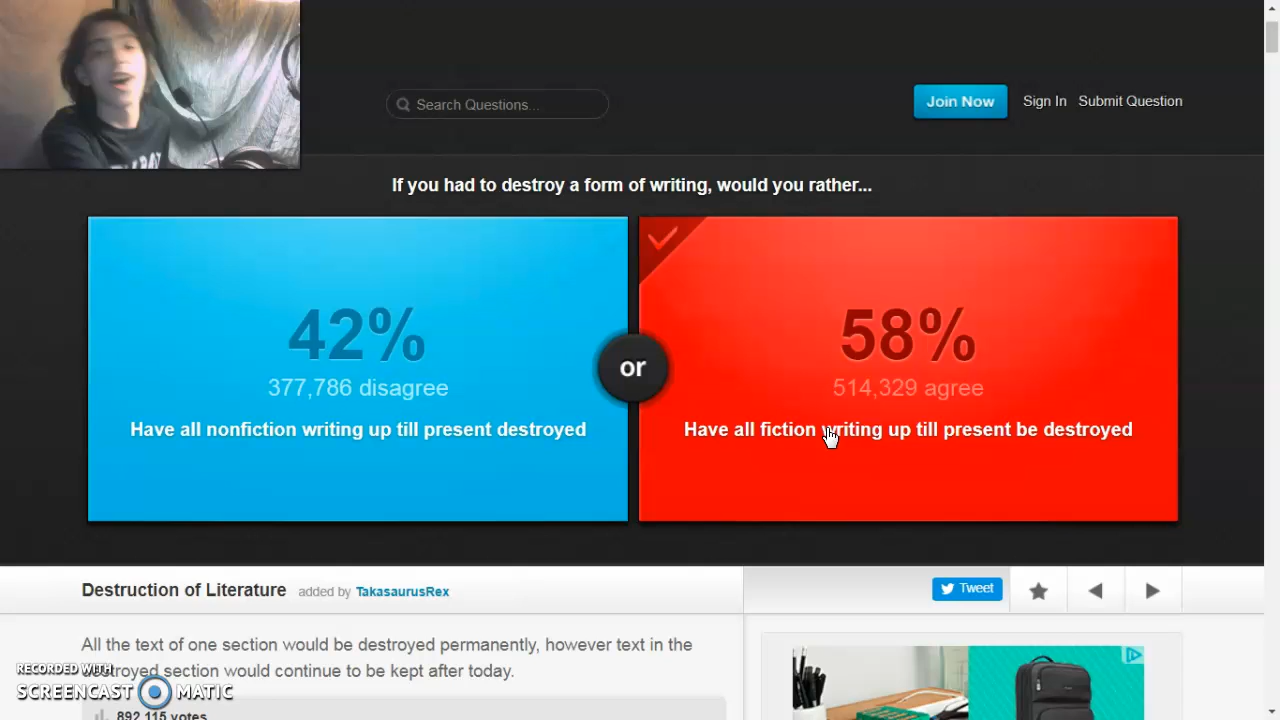 Search Questions...
Join Now
Sign In
Submit Question
If you had to destroy a form of writing, would you rather...
42%
377,786 disagree
Have all nonfiction writing up till present destroyed
or
58%
514,329 agree
Have all fiction writing up till present be destroyed
Destruction of Literature added by TakasaurusRex
Tweet
All the text of one section would be destroyed permanently, however text in the
destroyed section would continue to be kept after today.
RECORDED WITH
SCREENCAST MATIC
892,115 votes